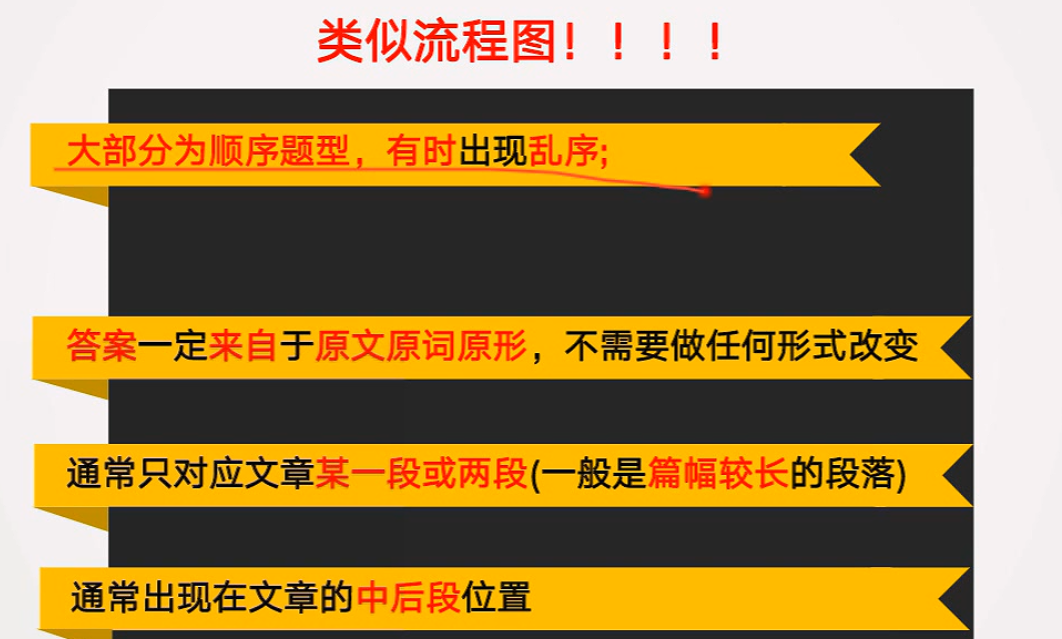 类似流程图！！！！
大部分为顺序题型，有时出现乱序;
答案一定来自于原文原词原形，不需要做任何形式改变
通常只对应文章某一段或两段(一般是篇幅较长的段落)
通常出现在文章的中后段位置